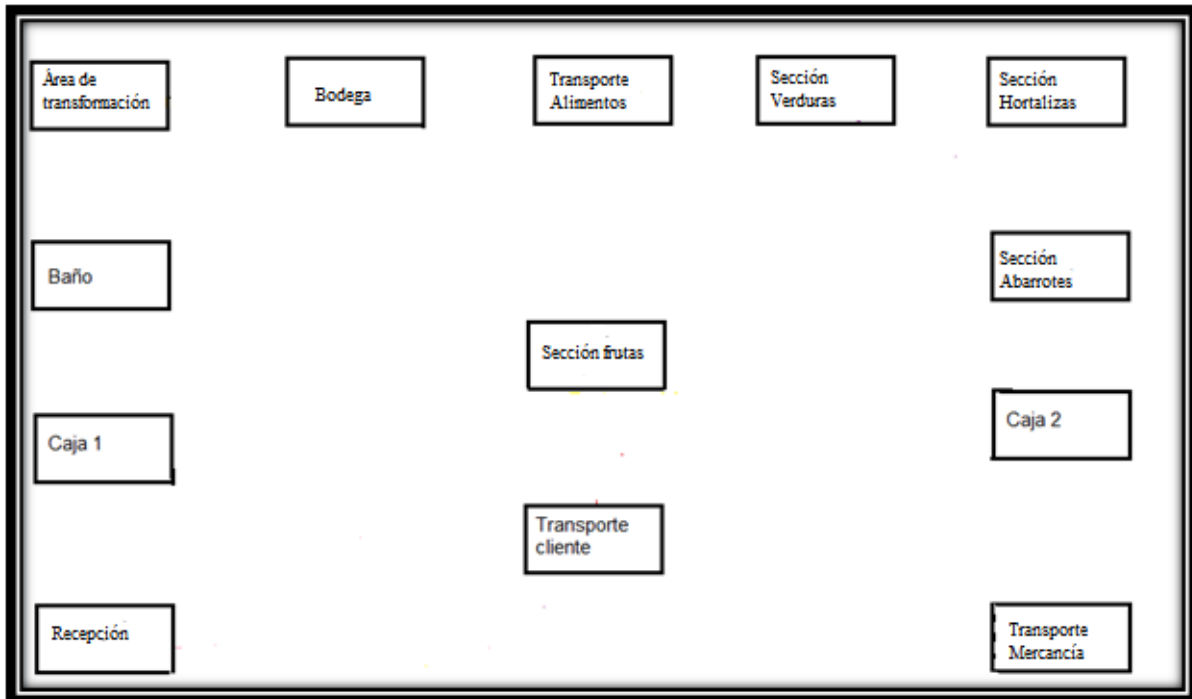 Área de
transformación
Bodega
Transporte
Alimentos
Sección
Verduras
Sección
Hortalizas
Baño
Sección
Abarrotes
Sección frutas
Caja 1
Caja 2
Transporte
cliente
Recepción
Transporte
Mercancía